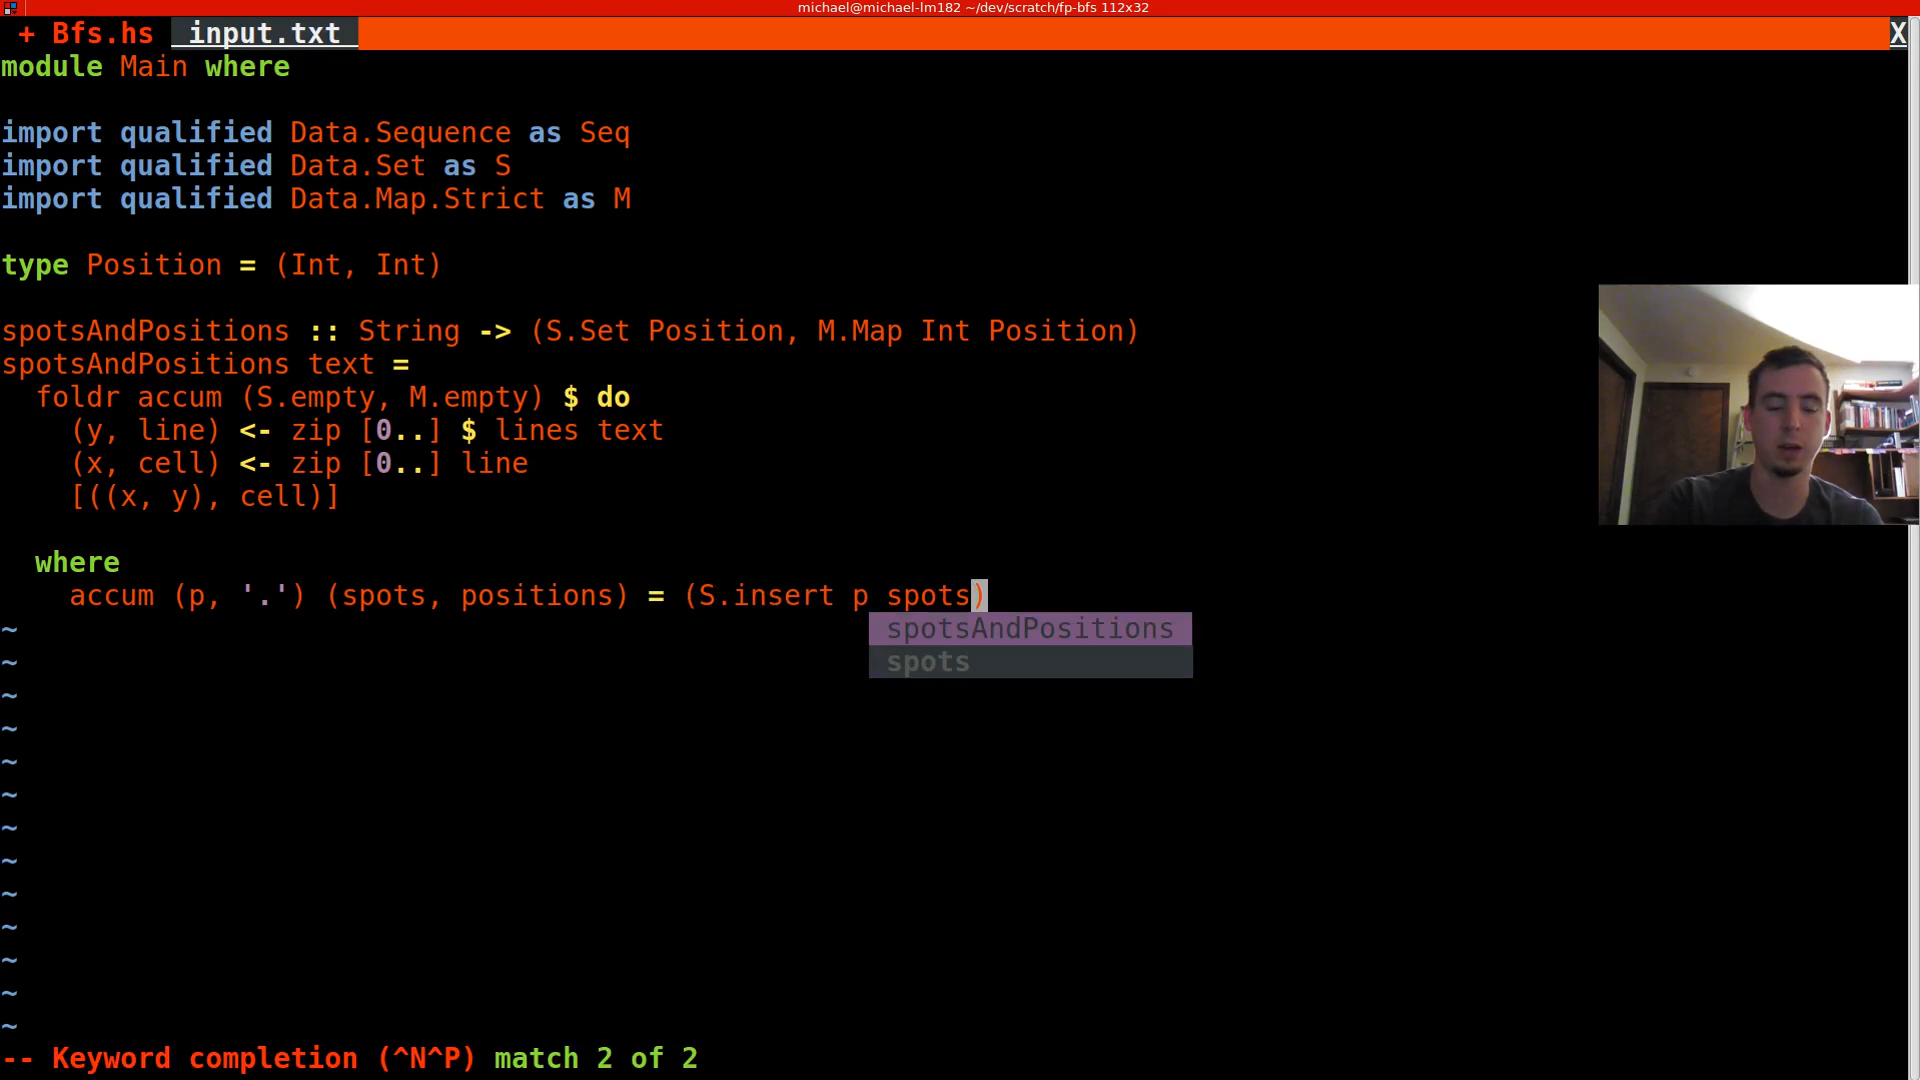 michael@michael-lm182 ~/dev/scratch/fp-bfs 112x32
+ Bfs.hs input.txt X
module Main where
import qualified Data.Sequence as Seq
import qualified Data.Set as S
import qualified Data.Map.Strict as M
type Position = (Int, Int)
spotsAndPositions :: String -> (S.Set Position, M.Map Int Position)
spotsAndPositions text =
foldr accum (S.empty, M.empty) $ do
(y, line) <- zip [0..] $ lines text
(x, cell) <- zip [0..] line
[((x, y), cell)]
where
accum (p, '.') (spots, positions) = (S.insert p spots)
~ spotsAndPositions
~ spots
~
~
~
~
~
~
~
~
~
~
~
-- Keyword completion (^N^P) match 2 of 2